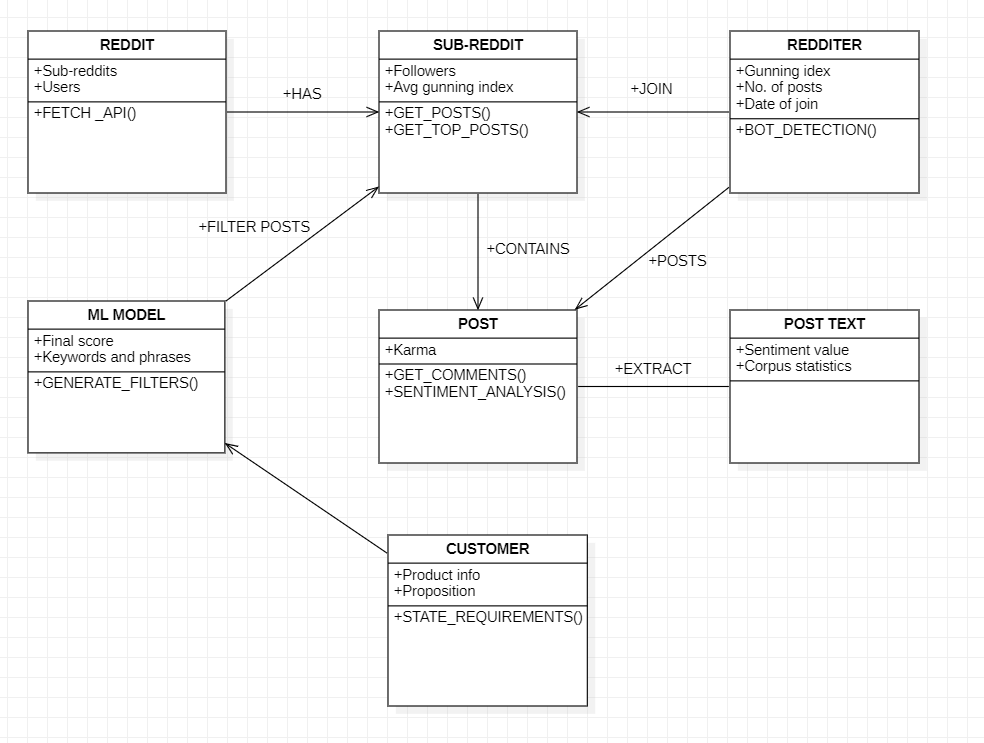 REDDIT
+Sub-reddits
+Users
+FETCH _API()
+HAS
SUB-REDDIT
+Followers
+Avg gunning index
+GET_POSTS()
+GET_TOP_POSTS()
+JOIN
REDDITER
+Gunning idex
+No. of posts
+Date of join
+BOT_DETECTION()
+FILTER POSTS
+CONTAINS
+POSTS
ML MODEL
+Final score
+Keywords and phrases
+GENERATE_FILTERS()
POST
+Karma
+GET_COMMENTS()
+SENTIMENT_ANALYSIS()
+EXTRACT
POST TEXT
+Sentiment value
+Corpus statistics
CUSTOMER
+Product info
+Proposition
+STATE_REQUIREMENTS()